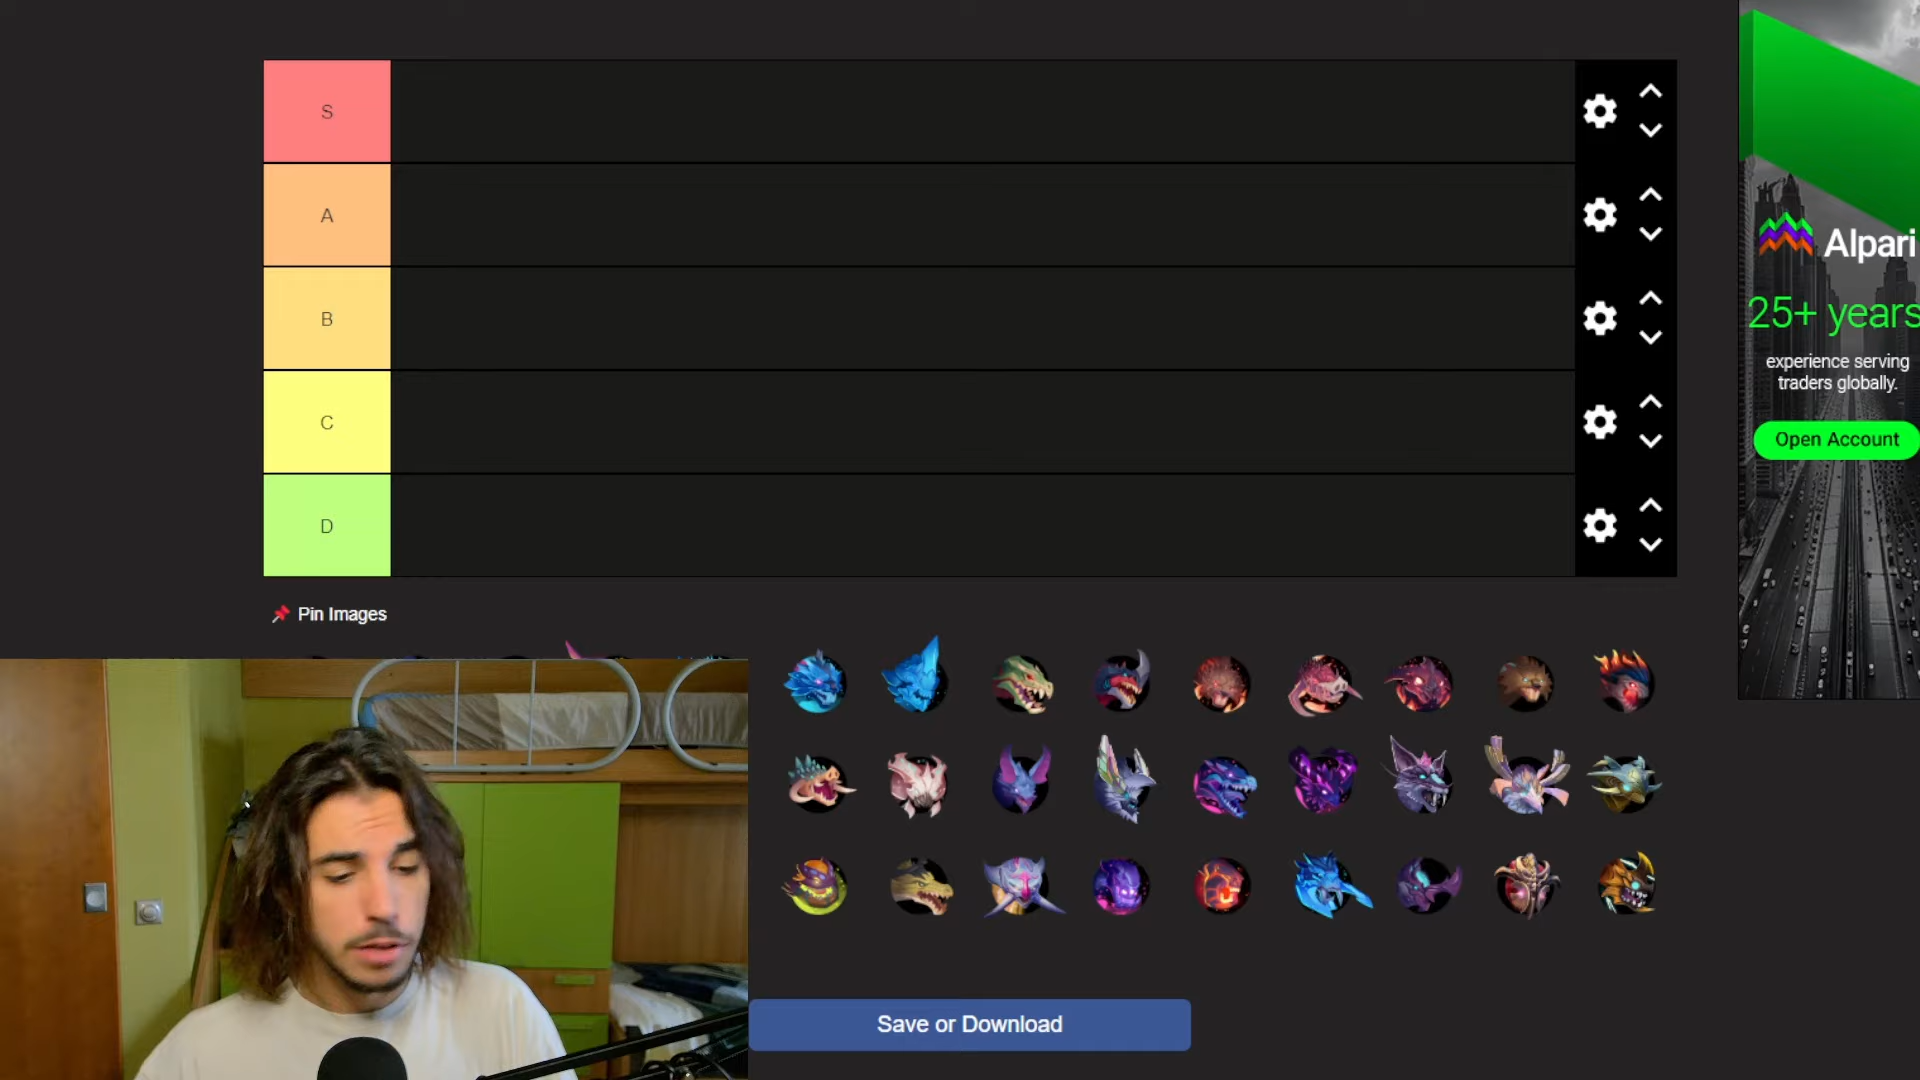 S
A
B
C
D
Pin Images
Save or Download
Alpari
25+ years
experience serving
traders globally.
Open Account